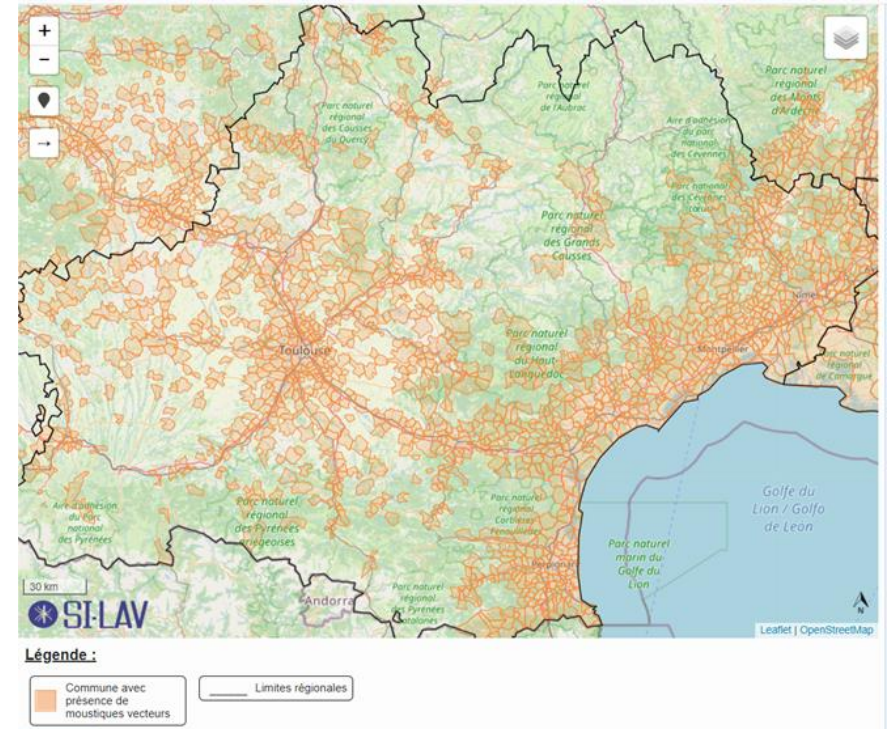 +
−
→
Parc naturel
régional
des Causses
du Quercy
Parc naturel
régional
de l'Aubrac
Parc naturel
régional
des Monts
d'Ardèche
Aire d'adhésion
du parc
national
des Cévennes
Parc national
des Cévennes
Parc naturel
régional
des Grands
Causses
Nîmes
Toulouse
Parc naturel
régional
du Haut-
Languedoc
Montpellier
Parc naturel
régional
de Camargue
Golfe du
Lion / Golfo
de León
Aire d'adhésion
du Parc
national
des Pyrénées
Parc naturel
régional
des Pyrénées
ariégeoises
Parc naturel
régional
Corbières-
Fenouillèdes
Parc naturel
marin du
Golfe du
Lion
Perpignan
30 km
Andorra
Parc naturel
régional
des Pyrénées
catalanes
N
SI-LAV
Leaflet | OpenStreetMap
Légende :
Commune avec
présence de
moustiques vecteurs
Limites régionales